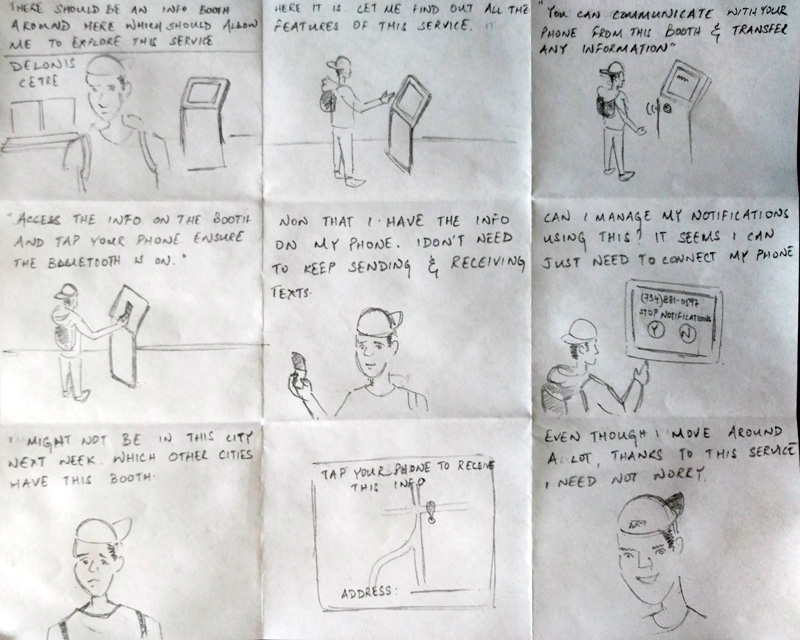 THERE SHOULD BE AN INFO BOOTH
AROUND HERE WHICH SHOULD ALLOW
ME TO EXPLORE THIS SERVICE
DELONIS
CETRE
HERE IT IS. LET ME FIND OUT ALL THE
FEATURES OF THIS SERVICE.
"YOU CAN COMMUNICATE WITH YOUR
PHONE FROM THIS BOOTH & TRANSFER
ANY INFORMATION"
"ACCESS THE INFO ON THE BOOTH
AND TAP YOUR PHONE. ENSURE
THE BLUETOOTH IS ON."
NOW THAT I HAVE THE INFO
ON MY PHONE. I DON'T NEED
TO KEEP SENDING & RECEIVING
TEXTS.
CAN I MANAGE MY NOTIFICATIONS
USING THIS? IT SEEMS I CAN
JUST NEED TO CONNECT MY PHONE
(734)881-0597
STOP NOTIFICATIONS
Y N
I MIGHT NOT BE IN THIS CITY
NEXT WEEK. WHICH OTHER CITIES
HAVE THIS BOOTH.
TAP YOUR PHONE TO RECEIVE
THIS INFO
ADDRESS:
EVEN THOUGH I MOVE AROUND
A LOT, THANKS TO THIS SERVICE
I NEED NOT WORRY.